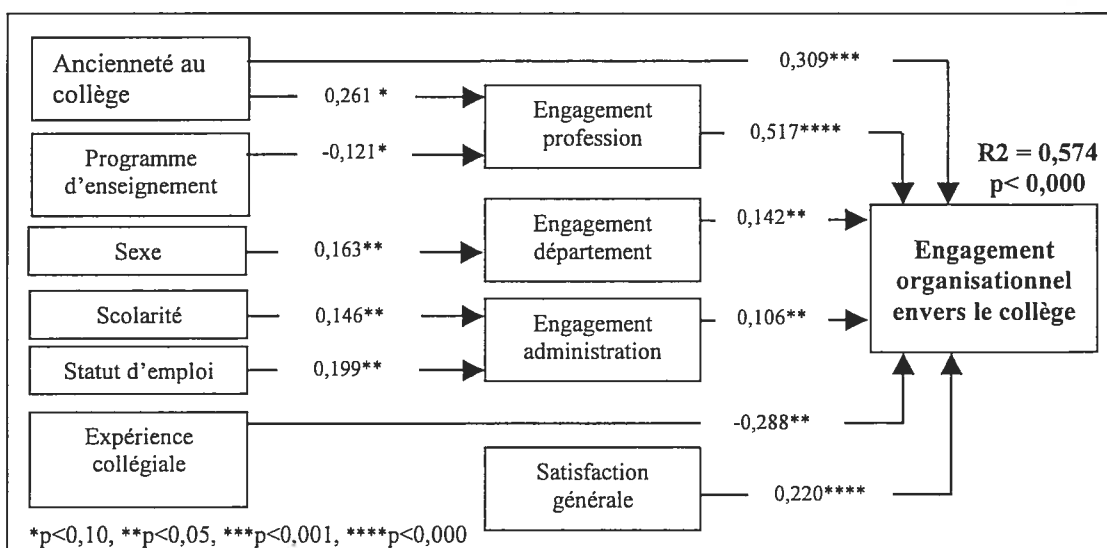 Ancienneté au
collège
0,309***
0,261 *
Engagement
profession
0,517****
Programme
d'enseignement
-0,121*
R2 = 0,574
p< 0,000
Sexe
0,163**
Engagement
département
0,142**
Engagement
organisationnel
envers le collège
Scolarité
0,146**
Engagement
administration
0,106**
Statut d'emploi
0,199**
Expérience
collégiale
-0,288**
Satisfaction
générale
0,220****
*p<0,10, **p<0,05, ***p<0,001, ****p<0,000